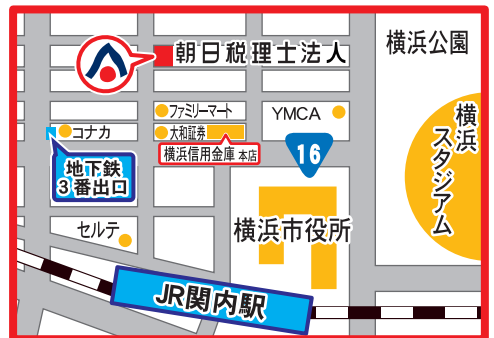 朝日税理士法人
横浜公園
ファミリーマート
YMCA
コナカ
大和証券
横浜
スタジアム
横浜信用金庫 本店
16
地下鉄
3番出口
セルテ
横浜市役所
JR関内駅